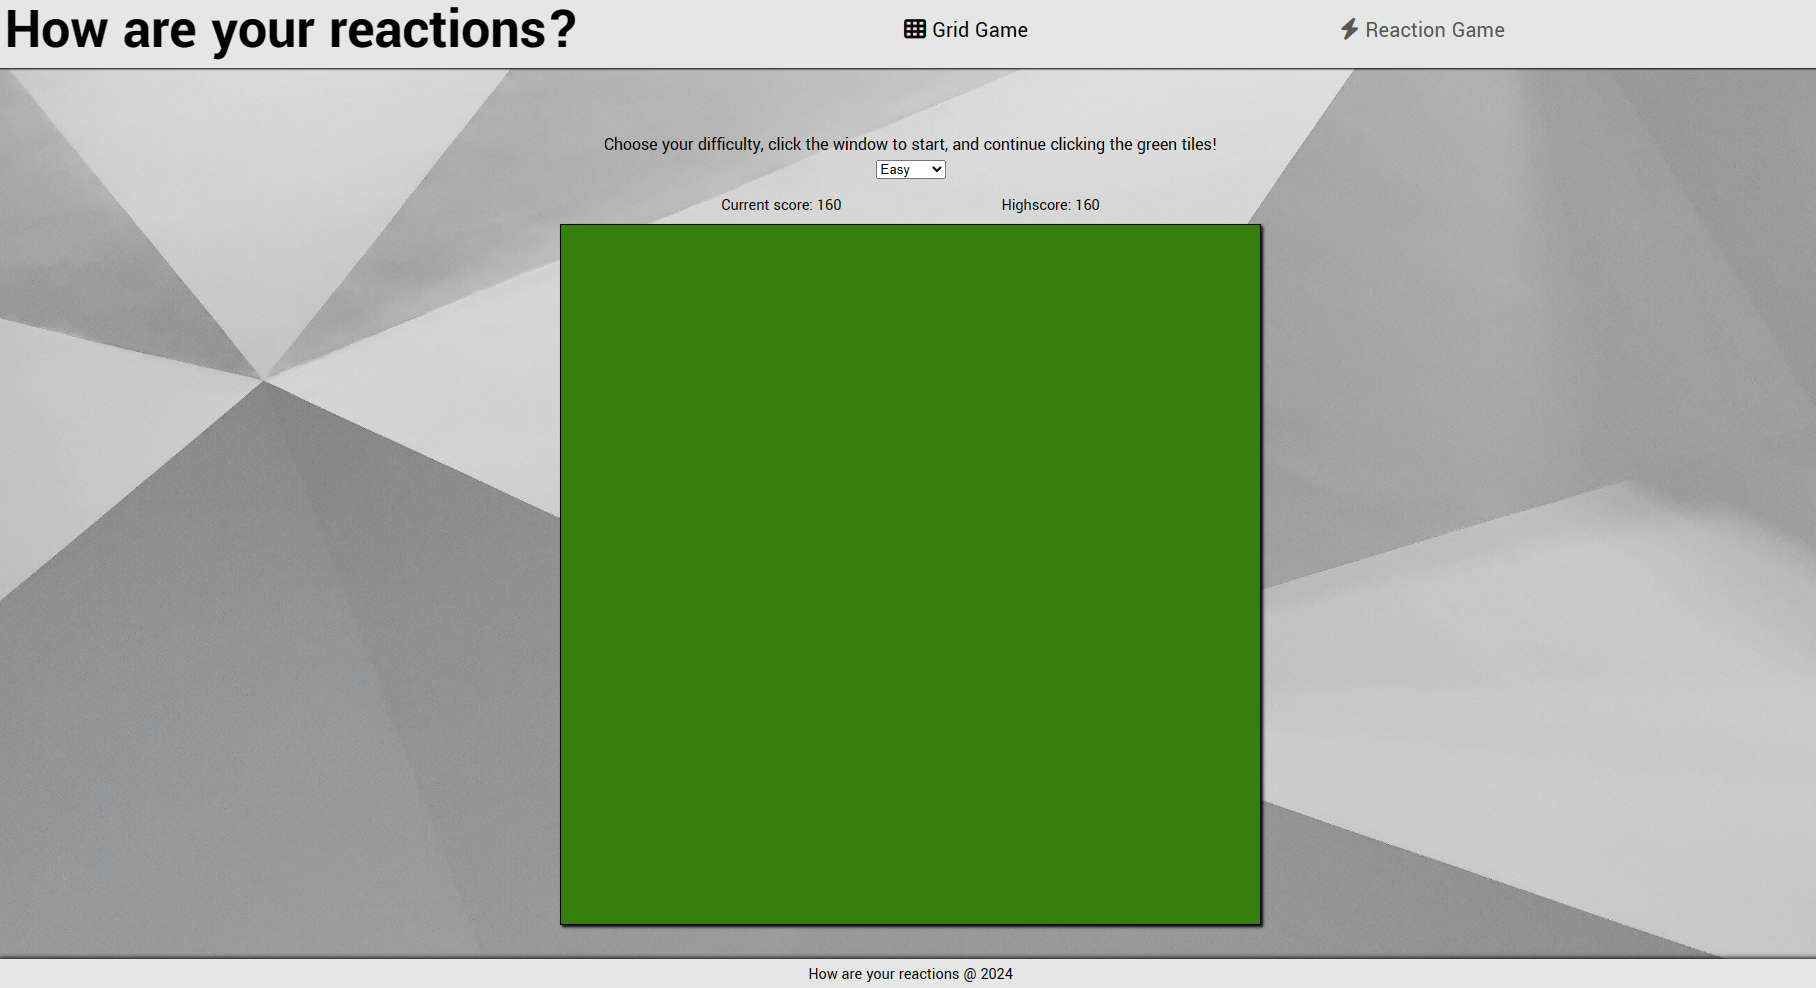 How are your reactions?
Grid Game
Reaction Game
Choose your difficulty, click the window to start, and continue clicking the green tiles!
Easy
Current score: 160
Highscore: 160
How are your reactions @ 2024